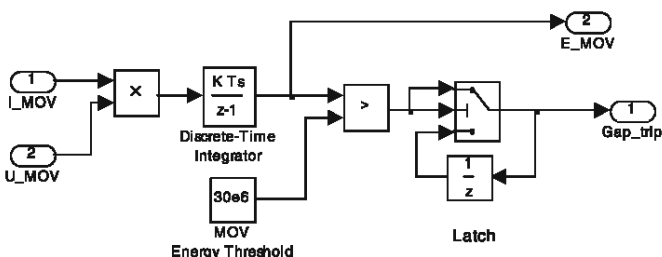 2
E_MOV
1
I_MOV
×
K Ts
z-1
Discrete-Time
Integrator
>
1
Gap_trip
2
U_MOV
30e6
MOV
Energy Threshold
1
z
Latch